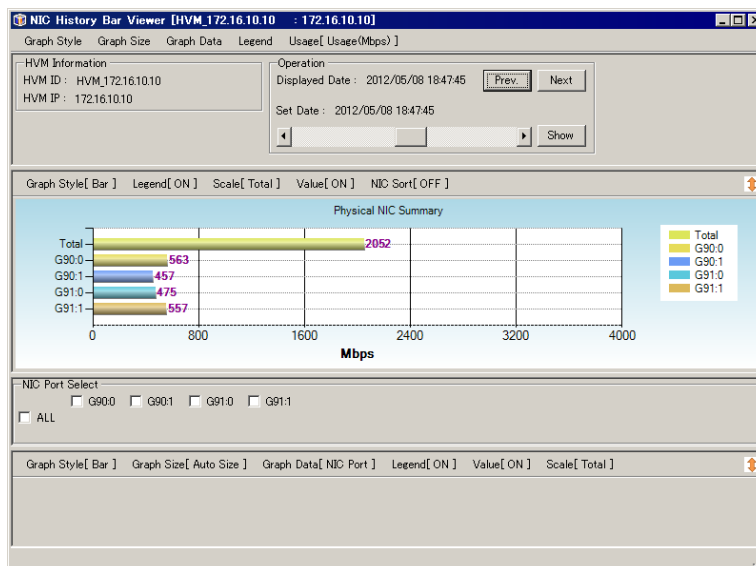 NIC History Bar Viewer [HVM_172.16.10.10 : 172.16.10.10]
Graph Style Graph Size Graph Data Legend Usage[ Usage(Mbps) ]
HVM Information
HVM ID : HVM_172.16.10.10
HVM IP : 172.16.10.10
Operation
Displayed Date : 2012/05/08 18:47:45 Prev. Next
Set Date : 2012/05/08 18:47:45
Show
Graph Style[ Bar ] Legend[ ON ] Scale[ Total ] Value[ ON ] NIC Sort[ OFF ]
Physical NIC Summary
Total 2052
G90:0 563
G90:1 457
G91:0 475
G91:1 557
0 800 1600 2400 3200 4000
Mbps
Total
G90:0
G90:1
G91:0
G91:1
NIC Port Select
G90:0 G90:1 G91:0 G91:1
ALL
Graph Style[ Bar ] Graph Size[ Auto Size ] Graph Data[ NIC Port ] Legend[ ON ] Value[ ON ] Scale[ Total ]